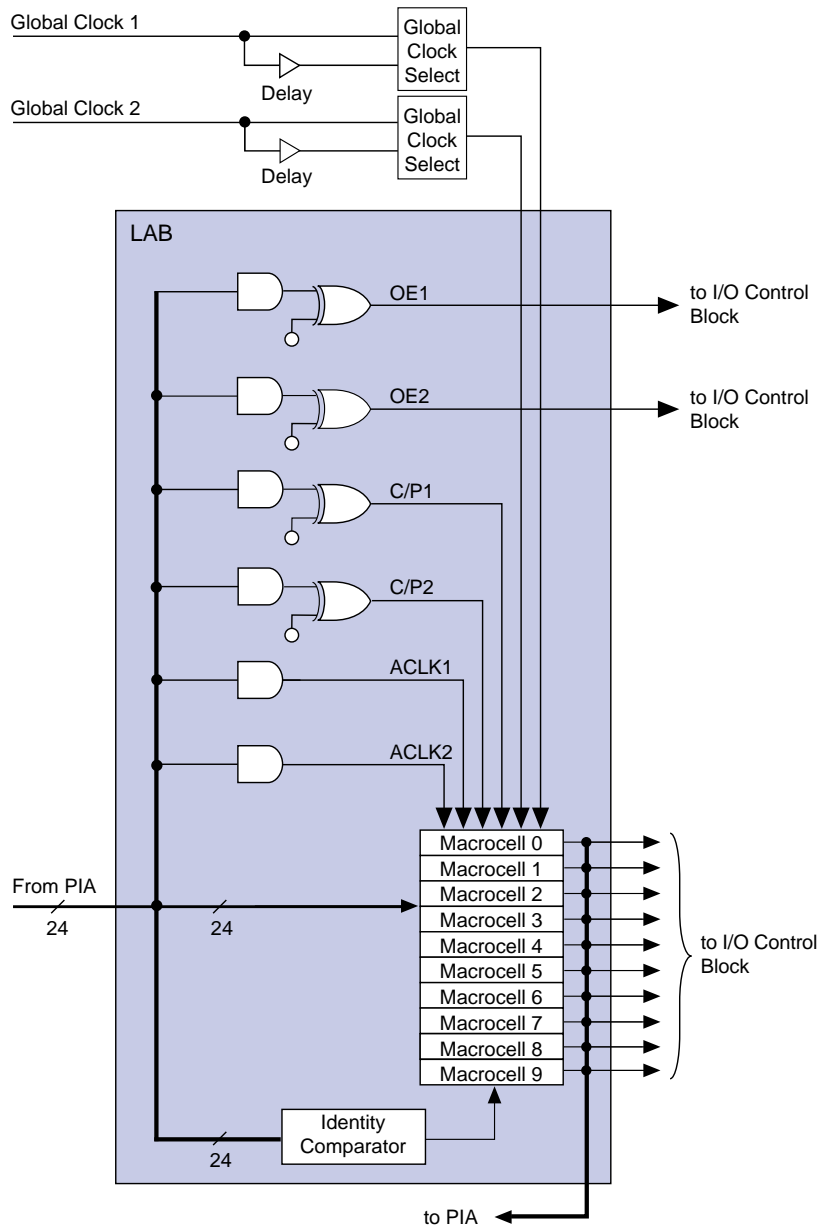 Global Clock 1
Global
Clock
Select
Delay
Global Clock 2
Global
Clock
Select
Delay
LAB
OE1
to I/O Control
Block
OE2
to I/O Control
Block
C/P1
C/P2
ACLK1
ACLK2
Macrocell 0
Macrocell 1
Macrocell 2
Macrocell 3
Macrocell 4
Macrocell 5
Macrocell 6
Macrocell 7
Macrocell 8
Macrocell 9
From PIA
24
24
to I/O Control
Block
Identity
Comparator
24
to PIA